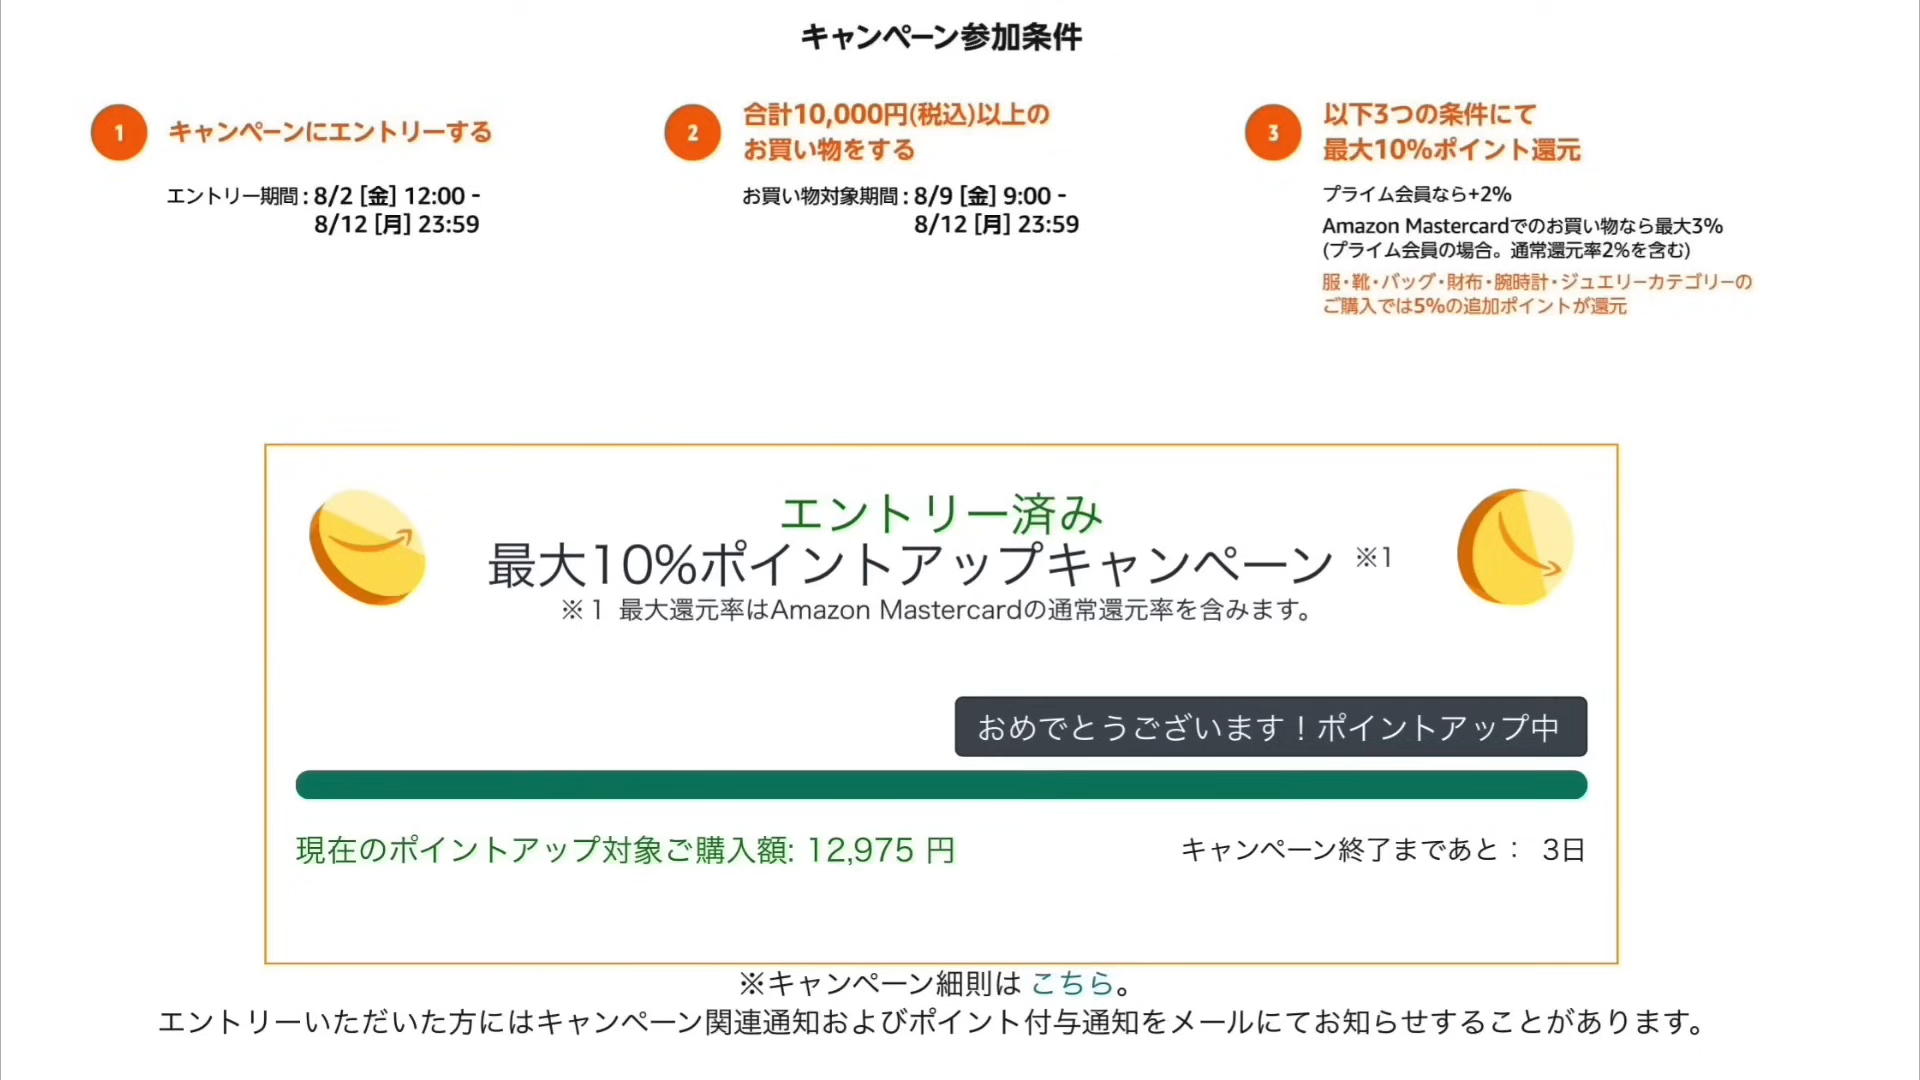 キャンペーン参加条件
1
キャンペーンにエントリーする
エントリー期間 : 8/2 [金] 12:00 -
8/12 [月] 23:59
2
合計10,000円(税込)以上の
お買い物をする
お買い物対象期間 : 8/9 [金] 9:00 -
8/12 [月] 23:59
3
以下3つの条件にて
最大10%ポイント還元
プライム会員なら+2%
Amazon Mastercardでのお買い物なら最大3%
(プライム会員の場合。通常還元率2%を含む)
服・靴・バッグ・財布・腕時計・ジュエリーカテゴリーの
ご購入では5%の追加ポイントが還元
エントリー済み
最大10%ポイントアップキャンペーン ※1
※1 最大還元率はAmazon Mastercardの通常還元率を含みます。
おめでとうございます！ポイントアップ中
現在のポイントアップ対象ご購入額: 12,975 円
キャンペーン終了まであと： 3日
※キャンペーン細則は こちら。
エントリーいただいた方にはキャンペーン関連通知およびポイント付与通知をメールにてお知らせすることがあります。